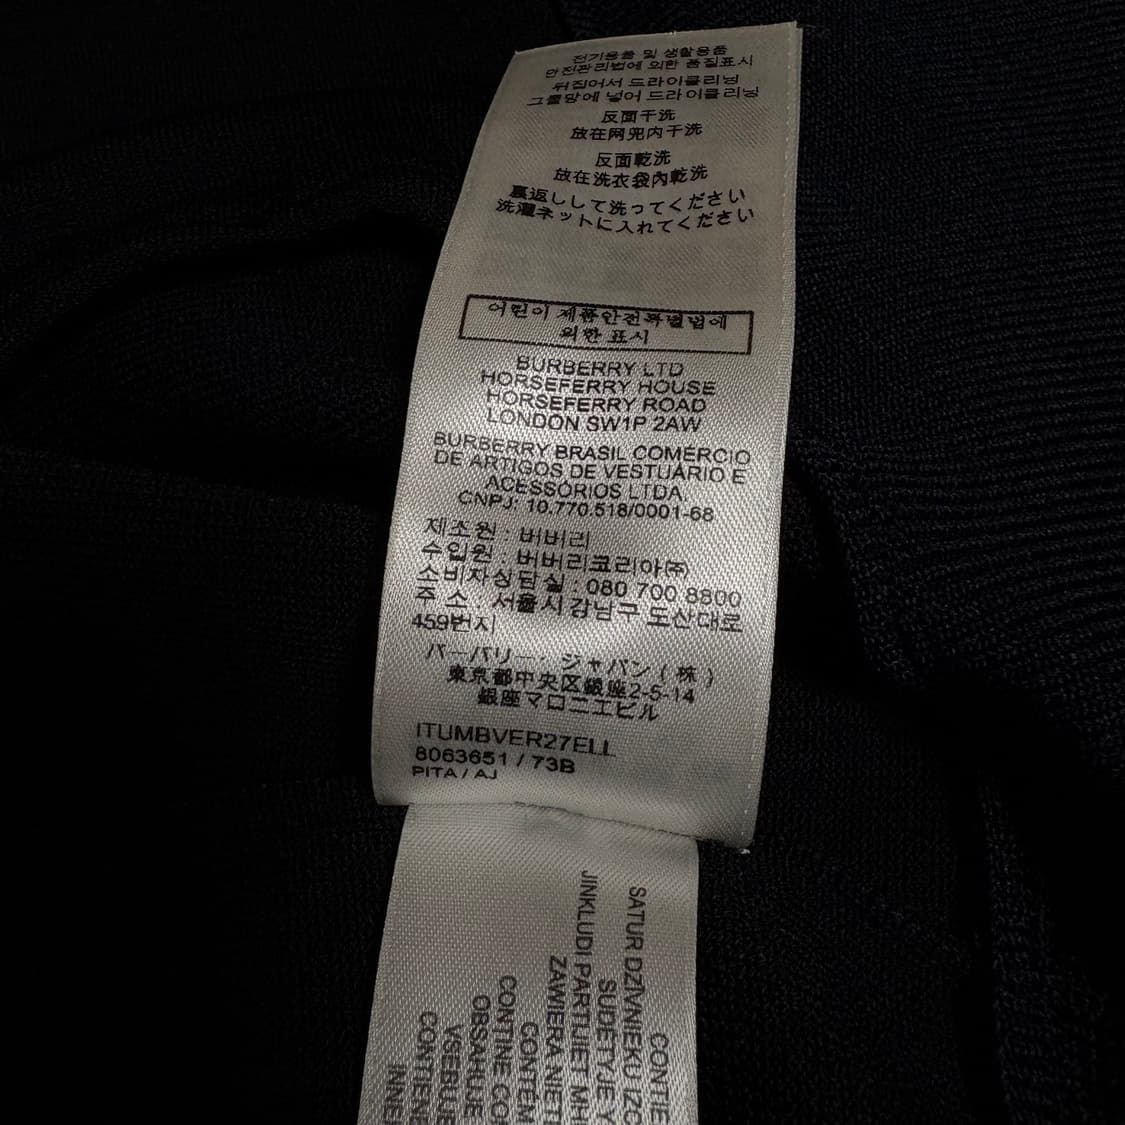 전기용품 및 생활용품
안전관리법에 의한 품질표시
뒤집어서 드라이클리닝
그물망에 넣어 드라이클리닝
反面干洗
放在网兜内干洗
反面乾洗
放在洗衣袋內乾洗
裏返しして洗ってください
洗濯ネットに入れてください
어린이 제품안전특별법에
의한 표시
BURBERRY LTD
HORSEFERRY HOUSE
HORSEFERRY ROAD
LONDON SW1P 2AW
BURBERRY BRASIL COMÉRCIO
DE ARTIGOS DE VESTUÁRIO E
ACESSÓRIOS LTDA.
CNPJ: 10.770.518/0001-68
제조원 : 버버리
수입원 : 버버리코리아㈜
소비자상담실 : 080 700 8800
주 소 : 서울시 강남구 도산대로
459번지
バーバリー・ジャパン(株)
東京都中央区銀座2-5-14
銀座マロニエビル
ITUMBVER27ELL
8063651 / 73B
PITA / AJ
CONTIE
SATUR DZĪVNIEKU IZC
SUDĖTYJE Y
JINKLUDI PARTIJIET MH
ZAWIERA NIET
CONTÉM
CONTINE CO
OBSAHUJE
VSEBUJE
CONTIENE
INNE